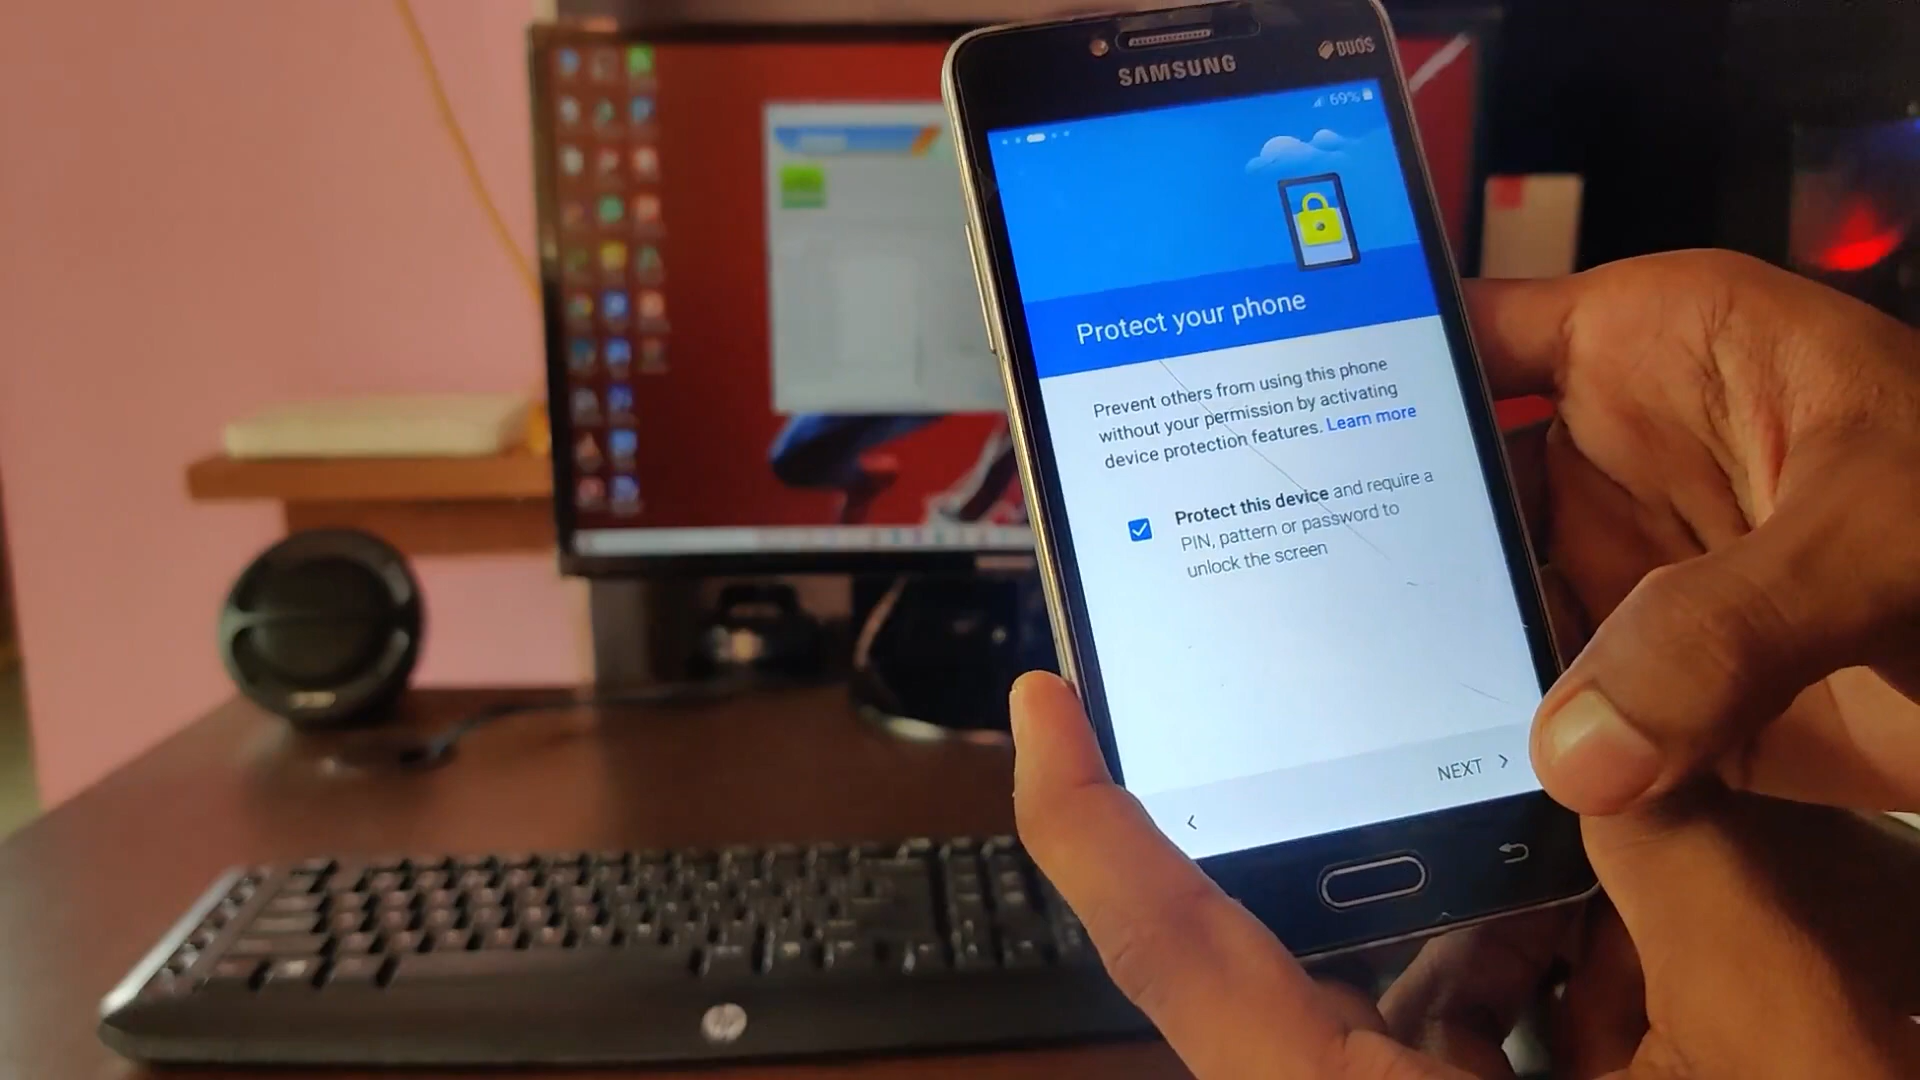 SAMSUNG
DUOS
69%
Protect your phone
Prevent others from using this phone
without your permission by activating
device protection features. Learn more
Protect this device and require a
PIN, pattern or password to
unlock the screen
NEXT
hp